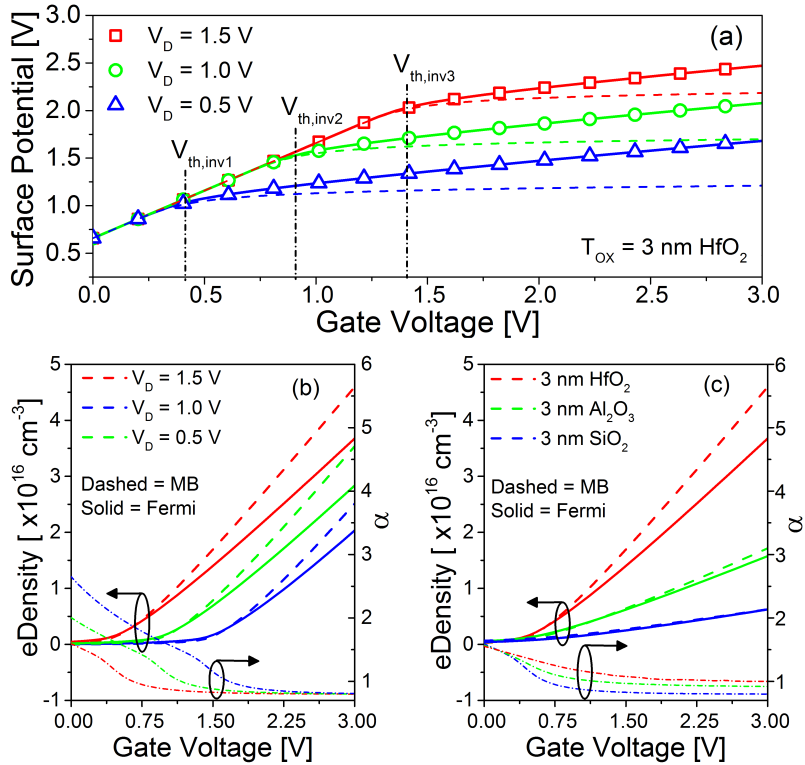 Surface Potential [V]
3.0
2.5
2.0
1.5
1.0
0.5
V_D = 1.5 V
V_D = 1.0 V
V_D = 0.5 V
(a)
V_th,inv1
V_th,inv2
V_th,inv3
T_OX = 3 nm HfO_2
0.0 0.5 1.0 1.5 2.0 2.5 3.0
Gate Voltage [V]
eDensity [ x10^16 cm^-3]
5
4
3
2
1
0
-1
V_D = 1.5 V
V_D = 1.0 V
V_D = 0.5 V
(b)
Dashed = MB
Solid = Fermi
6
5
4
3
2
1
α
0.00 0.75 1.50 2.25 3.00
Gate Voltage [V]
eDensity [ x10^16 cm^-3]
5
4
3
2
1
0
-1
3 nm HfO_2
3 nm Al_2O_3
3 nm SiO_2
(c)
Dashed = MB
Solid = Fermi
6
5
4
3
2
1
α
0.00 0.75 1.50 2.25 3.00
Gate Voltage [V]